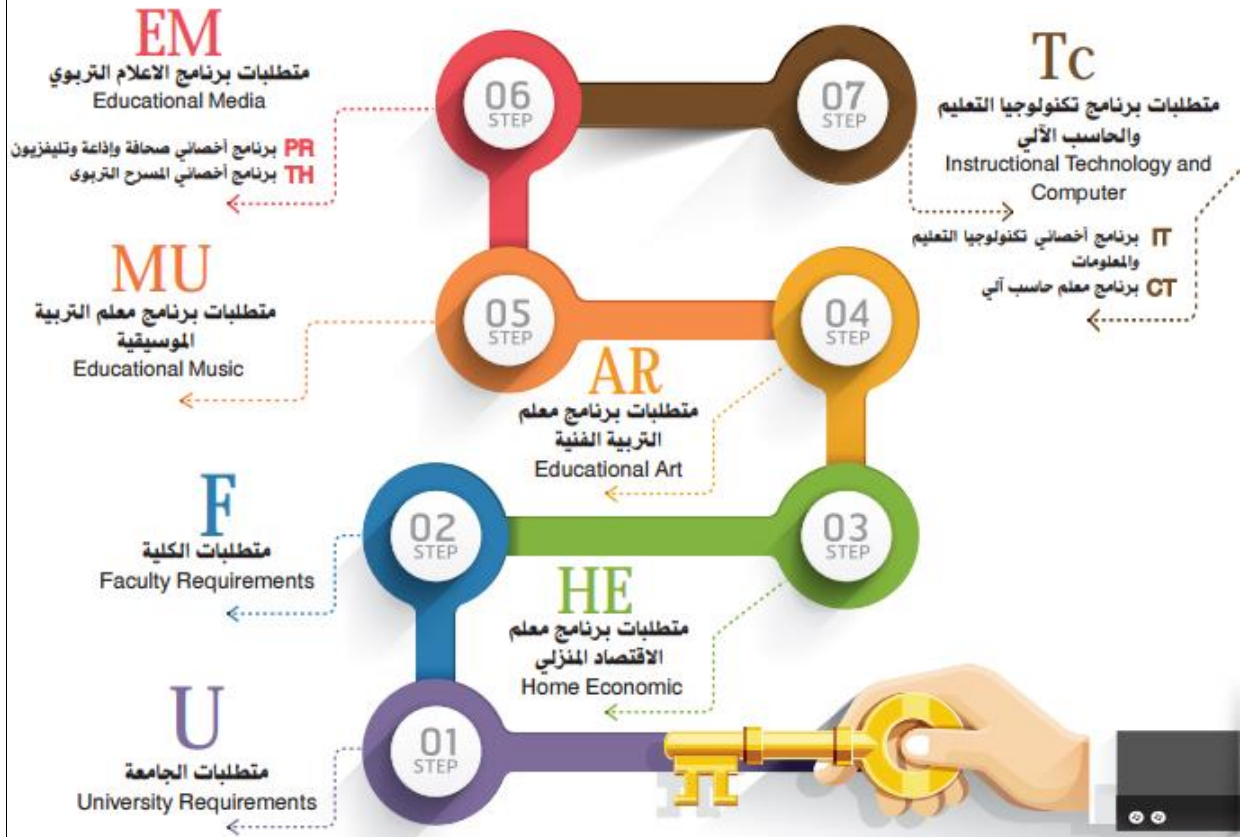 EM
متطلبات برنامج الاعلام التربوي
Educational Media
PR برنامج أخصائي صحافة وإذاعة وتليفزيون
TH برنامج أخصائي المسرح التربوى
06
STEP
07
STEP
Tc
متطلبات برنامج تكنولوجيا التعليم
والحاسب الآلي
Instructional Technology and
Computer
IT برنامج أخصائي تكنولوجيا التعليم
والمعلومات
CT برنامج معلم حاسب آلي
MU
متطلبات برنامج معلم التربية
الموسيقية
Educational Music
05
STEP
04
STEP
AR
متطلبات برنامج معلم
التربية الفنية
Educational Art
F
متطلبات الكلية
Faculty Requirements
02
STEP
03
STEP
HE
متطلبات برنامج معلم
الاقتصاد المنزلي
Home Economic
U
متطلبات الجامعة
University Requirements
01
STEP